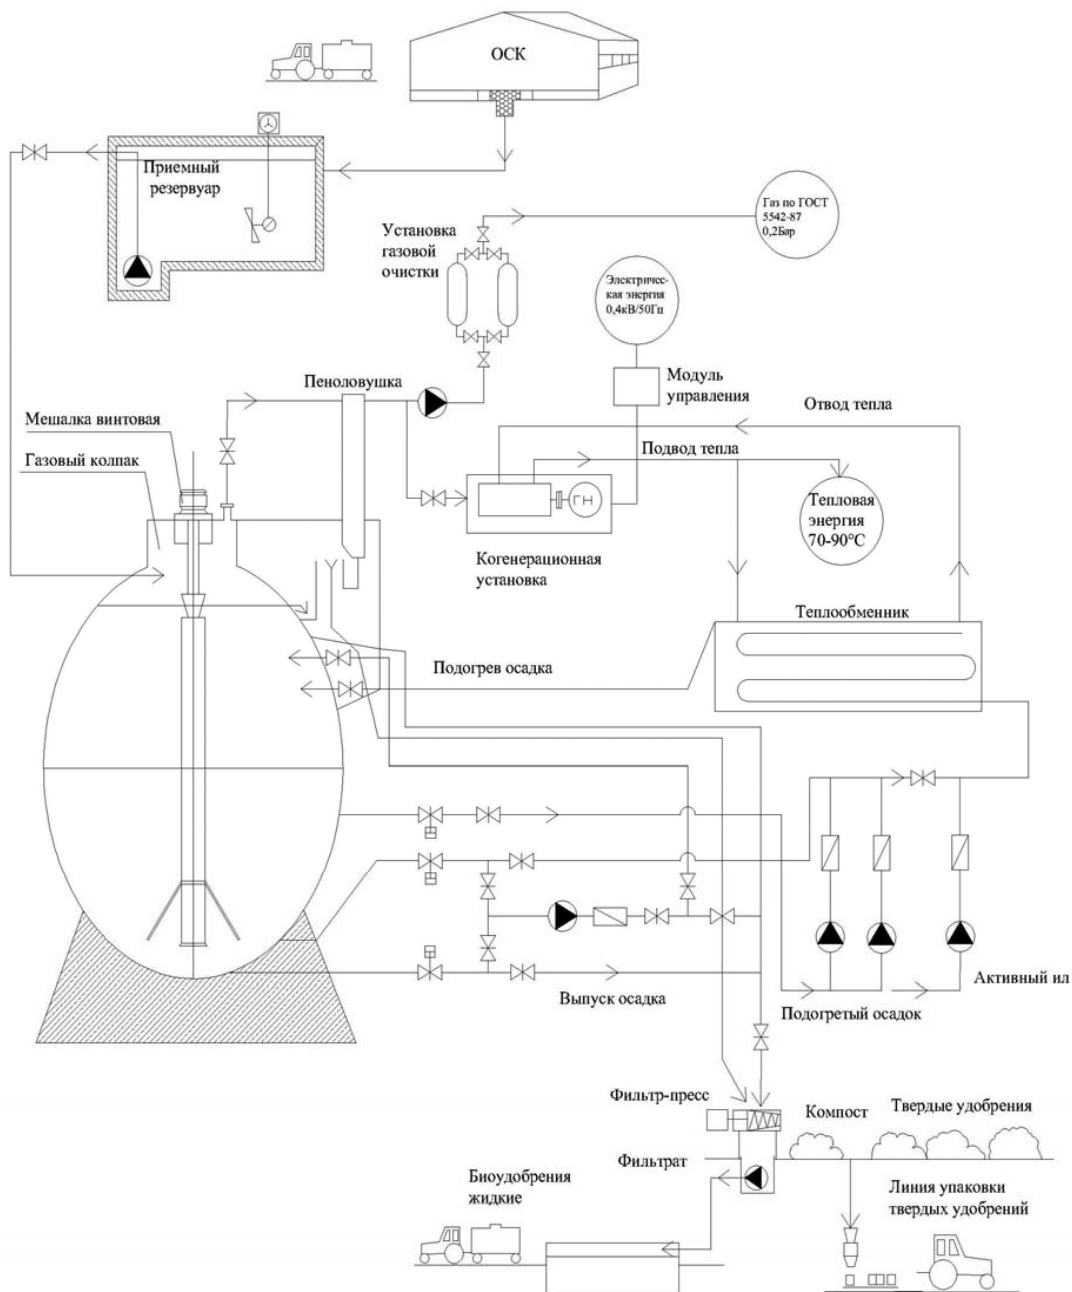 ОСК
Приемный
резервуар
Установка
газовой
очистки
Газ по ГОСТ
5542-87
0,2Бар
Электричес-
кая энергия
0,4кВ/50Гц
Пеноловушка
Модуль
управления
Отвод тепла
Мешалка винтовая
Газовый колпак
Подвод тепла
ГН
Тепловая
энергия
70-90°С
Когенерационная
установка
Теплообменник
Подогрев осадка
Активный ил
Выпуск осадка
Подогретый осадок
Фильтр-пресс
Компост
Твердые удобрения
Фильтрат
Биоудобрения
жидкие
Линия упаковки
твердых удобрений